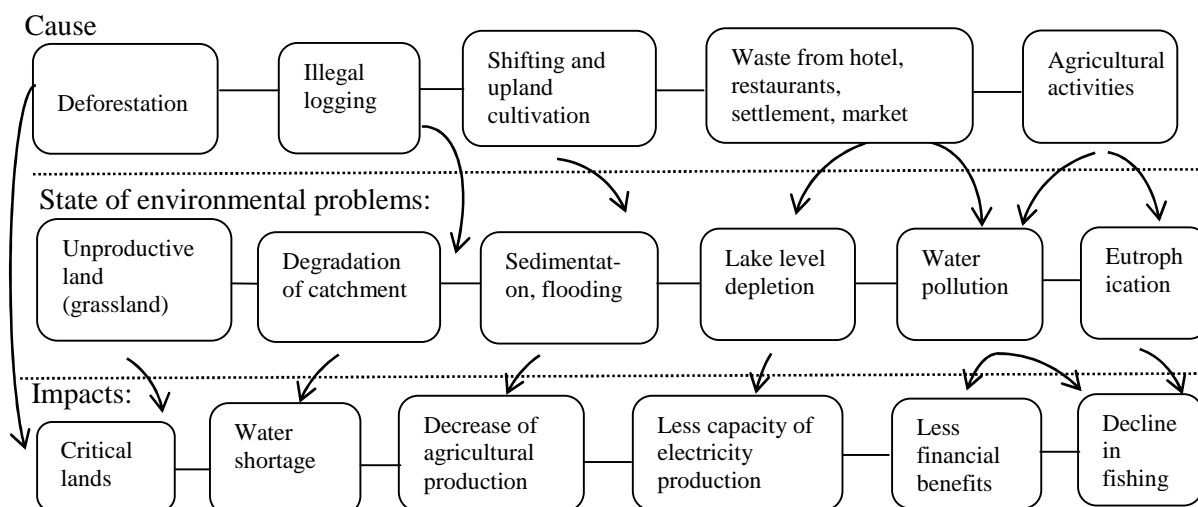 Cause
Deforestation
Illegal
logging
Shifting and
upland
cultivation
Waste from hotel,
restaurants,
settlement, market
Agricultural
activities
State of environmental problems:
Unproductive
land
(grassland)
Degradation
of catchment
Sedimentat-
on, flooding
Lake level
depletion
Water
pollution
Eutroph
ication
Impacts:
Critical
lands
Water
shortage
Decrease of
agricultural
production
Less capacity of
electricity
production
Less
financial
benefits
Decline
in
fishing